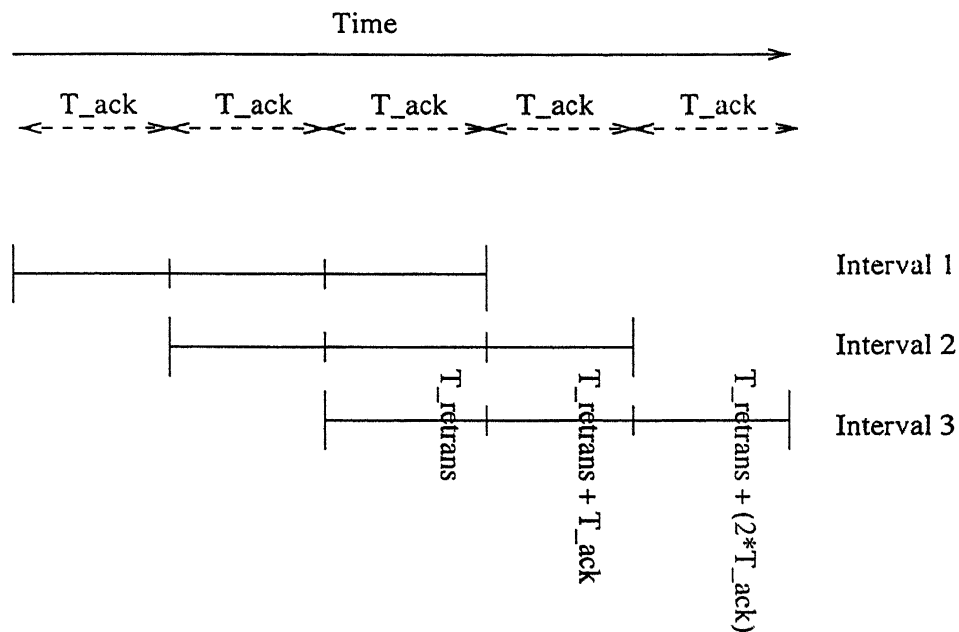 Time
T_ack T_ack T_ack T_ack T_ack
Interval 1
Interval 2
Interval 3
T_retrans
T_retrans + T_ack
T_retrans + (2*T_ack)